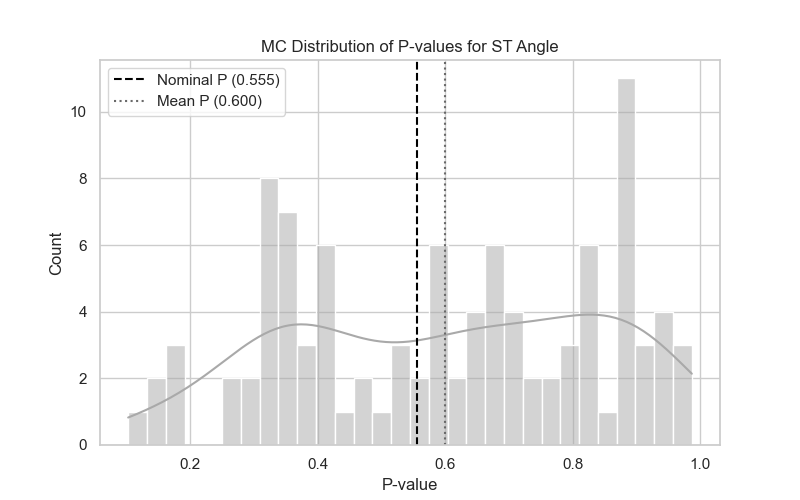 MC Distribution of P-values for ST Angle
Nominal P (0.555)
Mean P (0.600)
10
8
6
4
2
0
Count
0.2 0.4 0.6 0.8 1.0
P-value